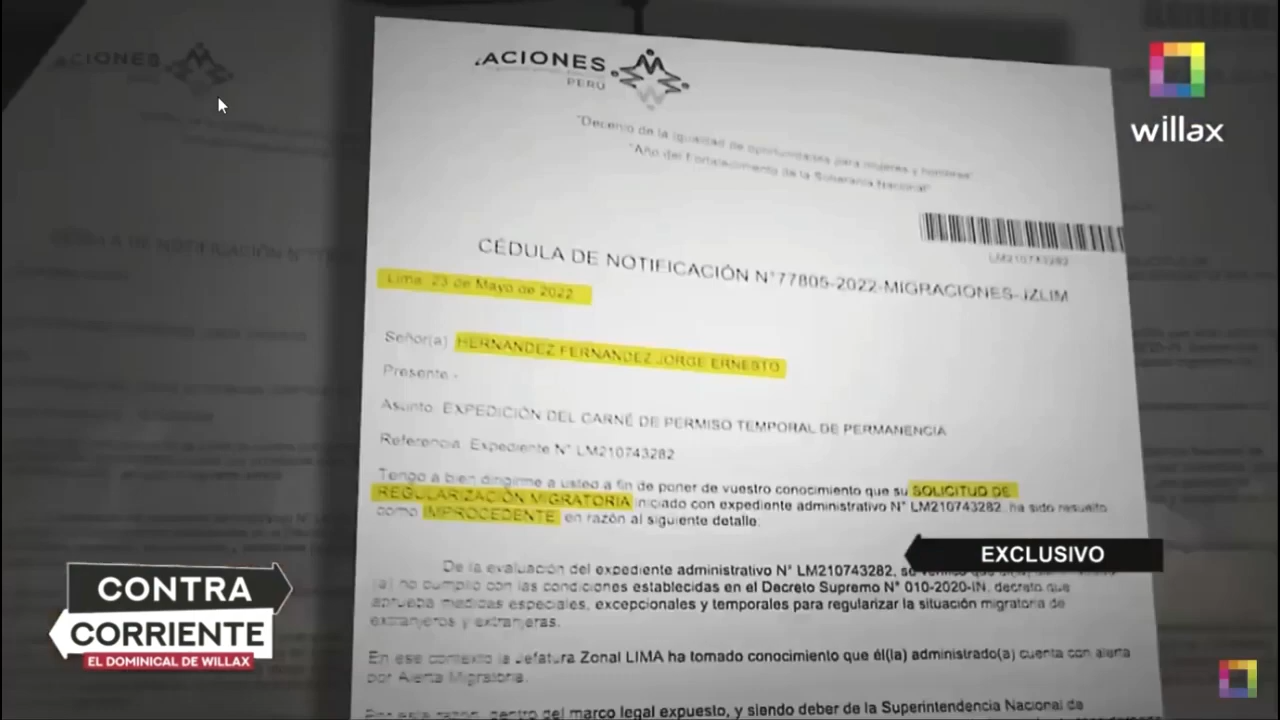 ACIONES
PERÚ
"Decenio de la igualdad de oportunidades para mujeres y hombres"
"Año del Fortalecimiento de la Soberanía Nacional"
LM210743282
CÉDULA DE NOTIFICACIÓN N°77805-2022-MIGRACIONES-JZLIM
Lima, 23 de Mayo de 2022
Señor(a) HERNANDEZ FERNANDEZ JORGE ERNESTO
Presente.-
Asunto: EXPEDICIÓN DEL CARNÉ DE PERMISO TEMPORAL DE PERMANENCIA
Referencia: Expediente N° LM210743282
Tengo a bien dirigirme a usted a fin de poner de vuestro conocimiento que su SOLICITUD DE
REGULARIZACIÓN MIGRATORIA iniciado con expediente administrativo N° LM210743282, ha sido resuelto
como IMPROCEDENTE en razón al siguiente detalle:
De la evaluación del expediente administrativo N° LM210743282, se
(a) no cumplió con las condiciones establecidas en el Decreto Supremo N° 010-2020-IN, decreto que
aprueba medidas especiales, excepcionales y temporales para regularizar la situación migratoria de
extranjeros y extranjeras.
En ese contexto la Jefatura Zonal LIMA ha tomado conocimiento que él(la) administrado(a) cuenta con alerta
por Alerta Migratoria.
Por esta razón, dentro del marco legal expuesto, y siendo deber de la Superintendencia Nacional de
willax
EXCLUSIVO
CONTRA
CORRIENTE
EL DOMINICAL DE WILLAX